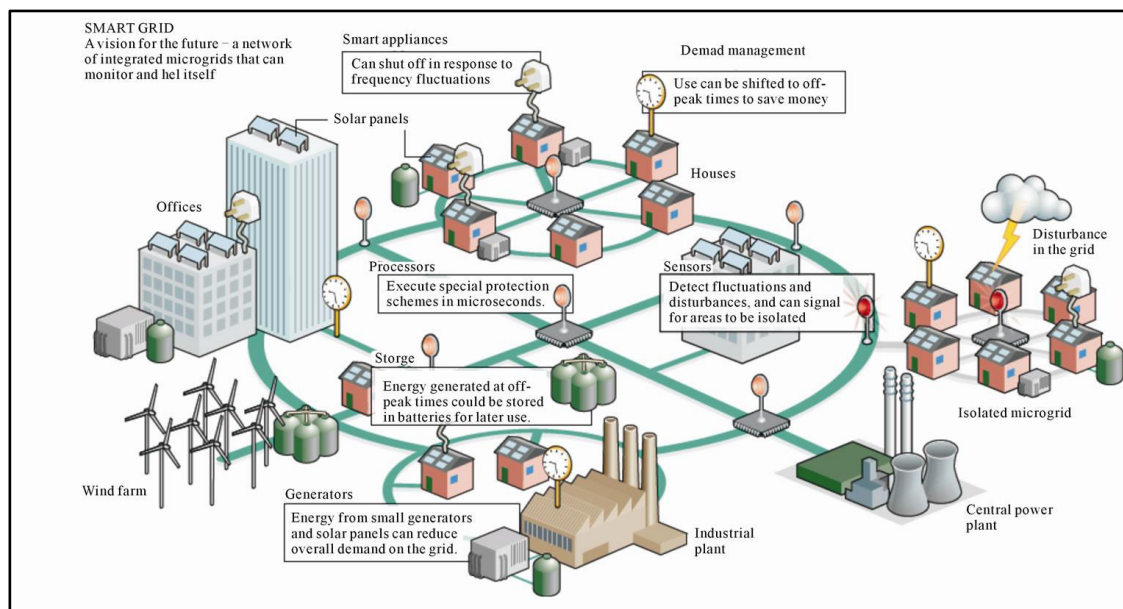 SMART GRID
A vision for the future – a network
of integrated microgrids that can
monitor and hel itself
Smart appliances
Can shut off in response to
frequency fluctuations
Demad management
Use can be shifted to off-
peak times to save money
Solar panels
Houses
Offices
Disturbance
in the grid
Processors
Execute special protection
schemes in microseconds.
Sensors
Detect fluctuations and
disturbances, and can signal
for areas to be isolated
Storge
Energy generated at off-
peak times could be stored
in batteries for later use.
Isolated microgrid
Wind farm
Generators
Energy from small generators
and solar panels can reduce
overall demand on the grid.
Industrial
plant
Central power
plant